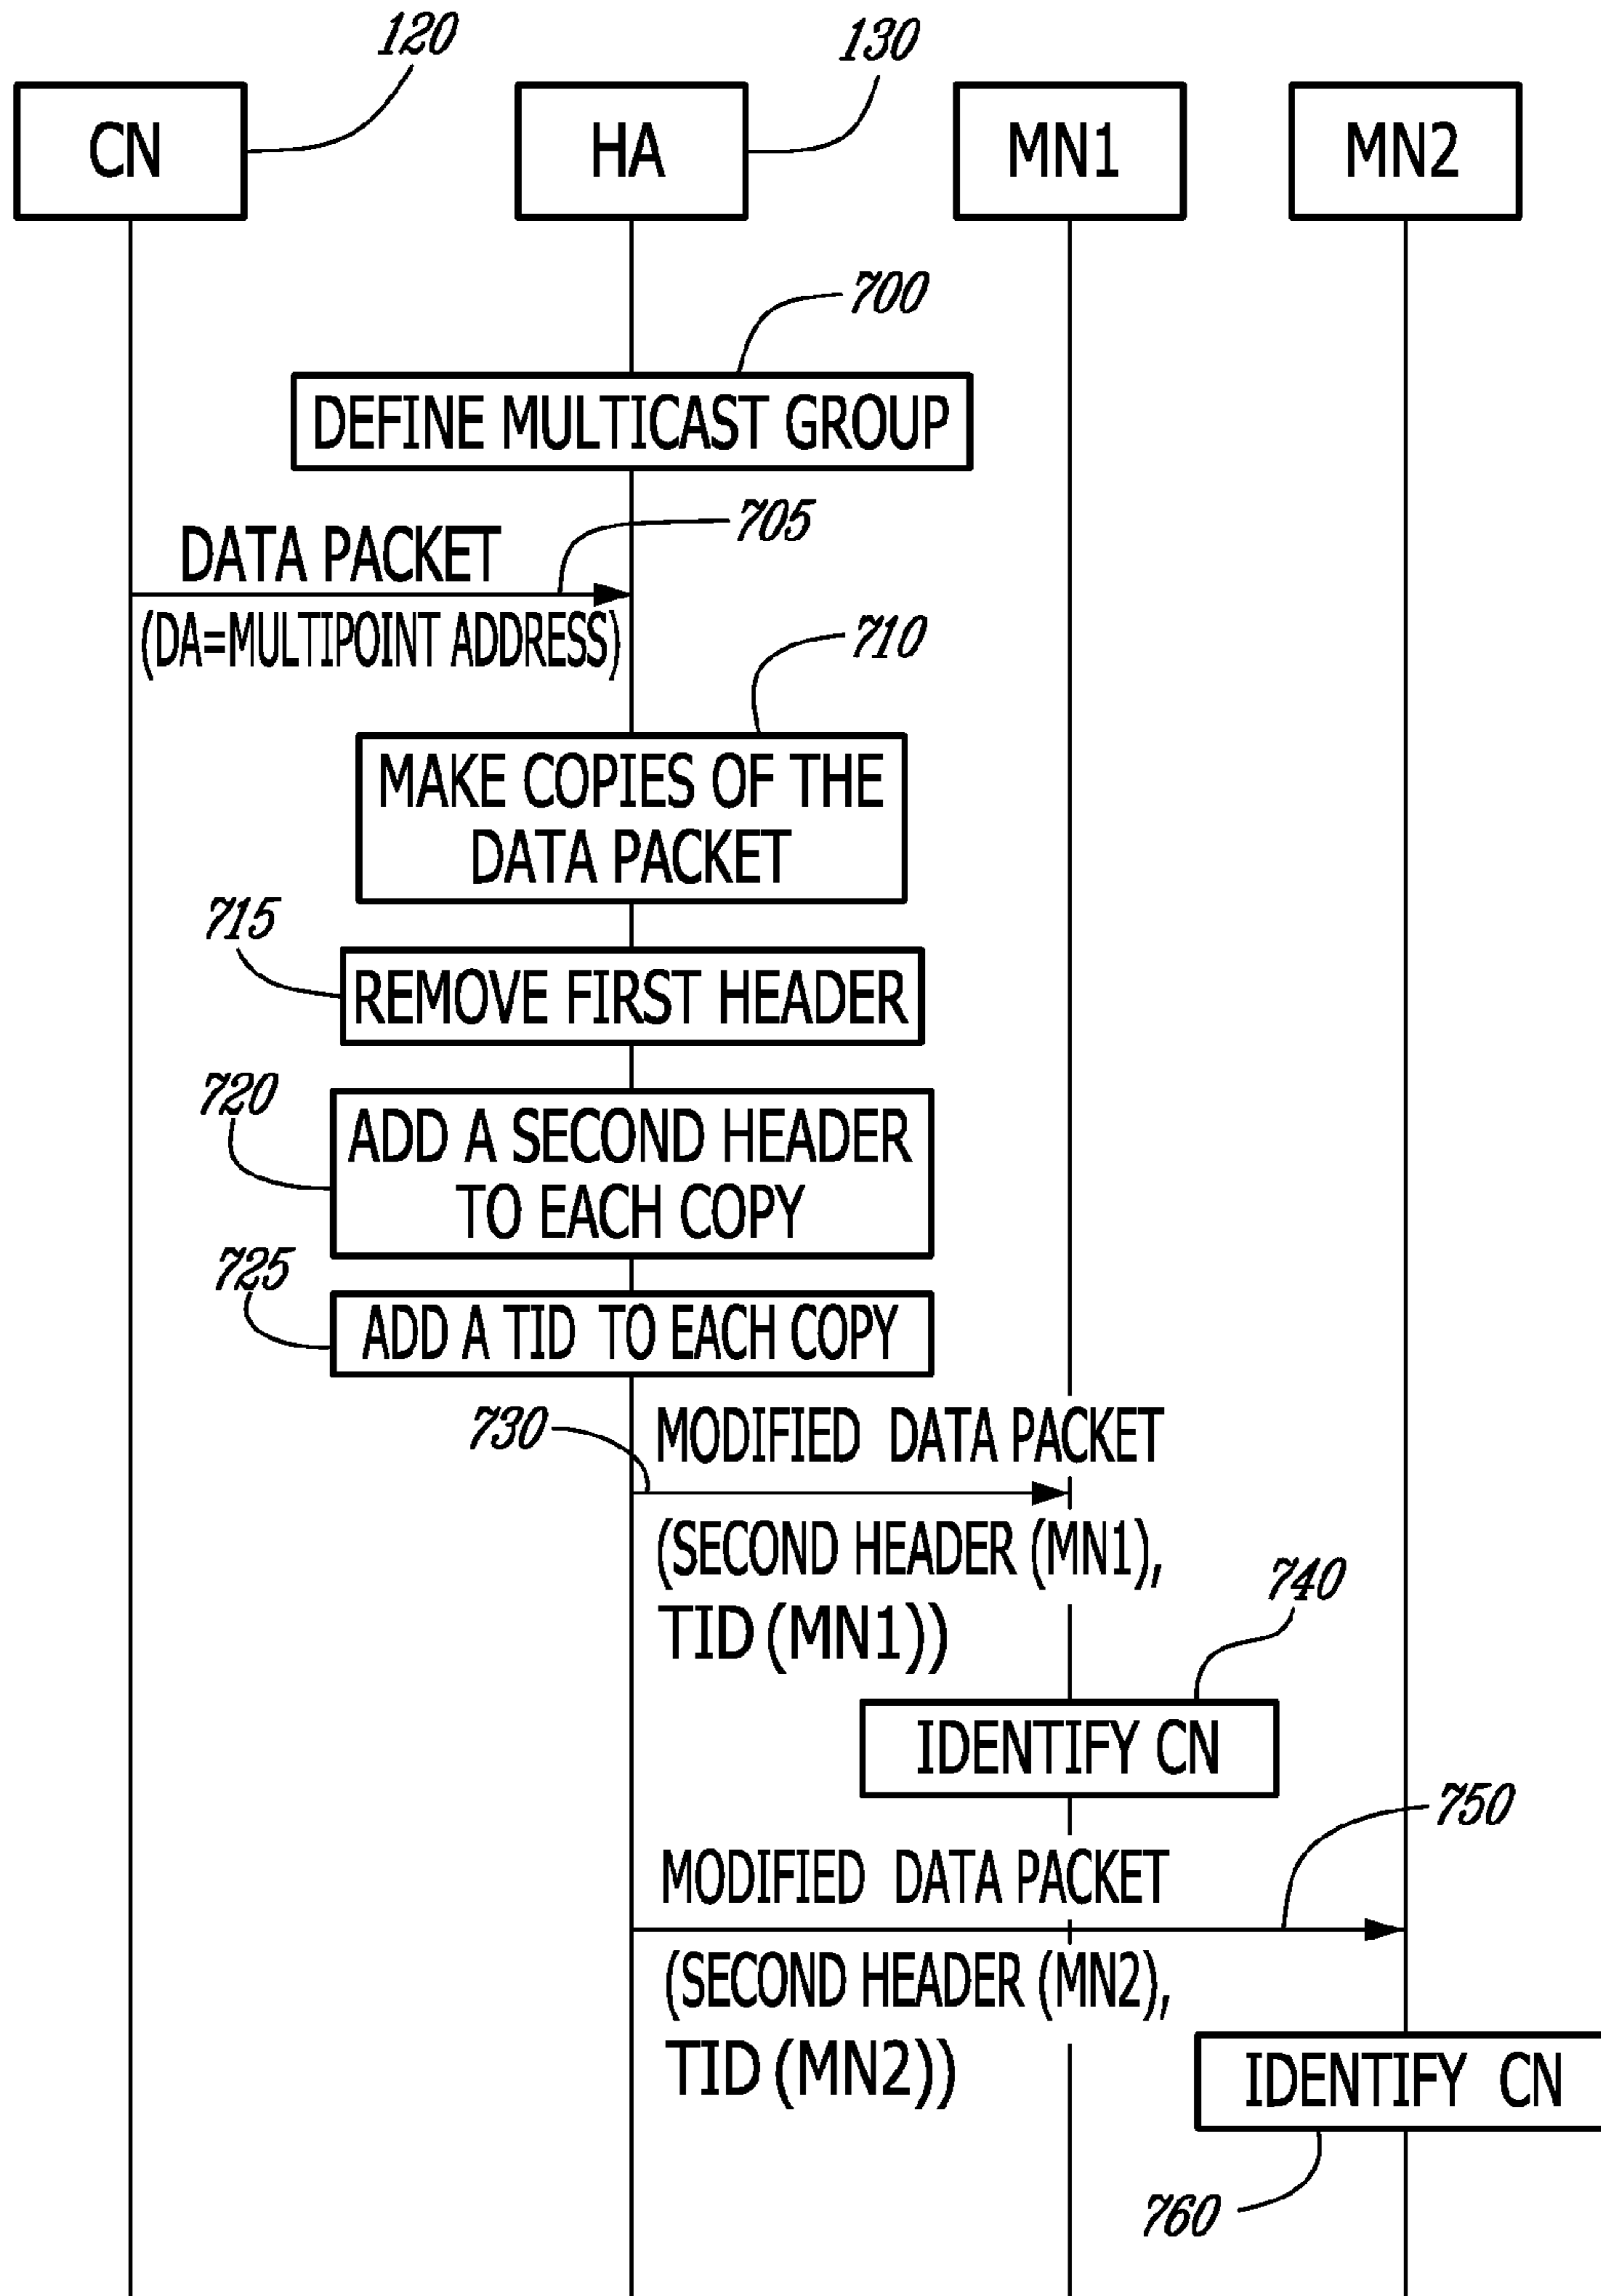 120
130
CN
HA
MN1
MN2
700
DEFINE MULTICAST GROUP
705
DATA PACKET
(DA=MULTIPOINT ADDRESS)
710
MAKE COPIES OF THE
DATA PACKET
715
REMOVE FIRST HEADER
720
ADD A SECOND HEADER
TO EACH COPY
725
ADD A TID TO EACH COPY
730
MODIFIED DATA PACKET
(SECOND HEADER (MN1),
TID (MN1))
740
IDENTIFY CN
750
MODIFIED DATA PACKET
(SECOND HEADER (MN2),
TID (MN2))
IDENTIFY CN
760